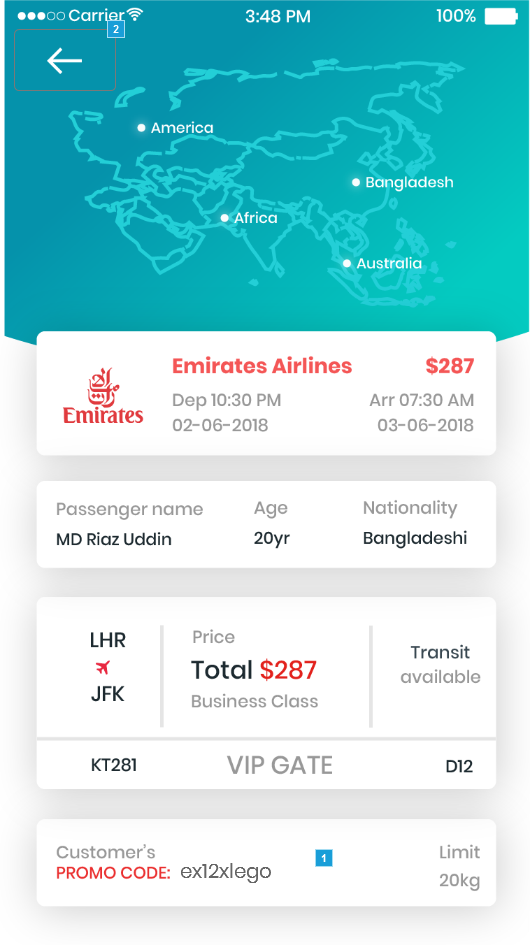 Carrier 3:48 PM 100%
2
America
Bangladesh
Africa
Australia
Emirates
Emirates Airlines $287
Dep 10:30 PM Arr 07:30 AM
02-06-2018 03-06-2018
Passenger name Age Nationality
MD Riaz Uddin 20yr Bangladeshi
LHR
JFK
Price
Total $287
Business Class
Transit
available
KT281 VIP GATE D12
Customer's
PROMO CODE: ex12xlego
1
Limit
20kg